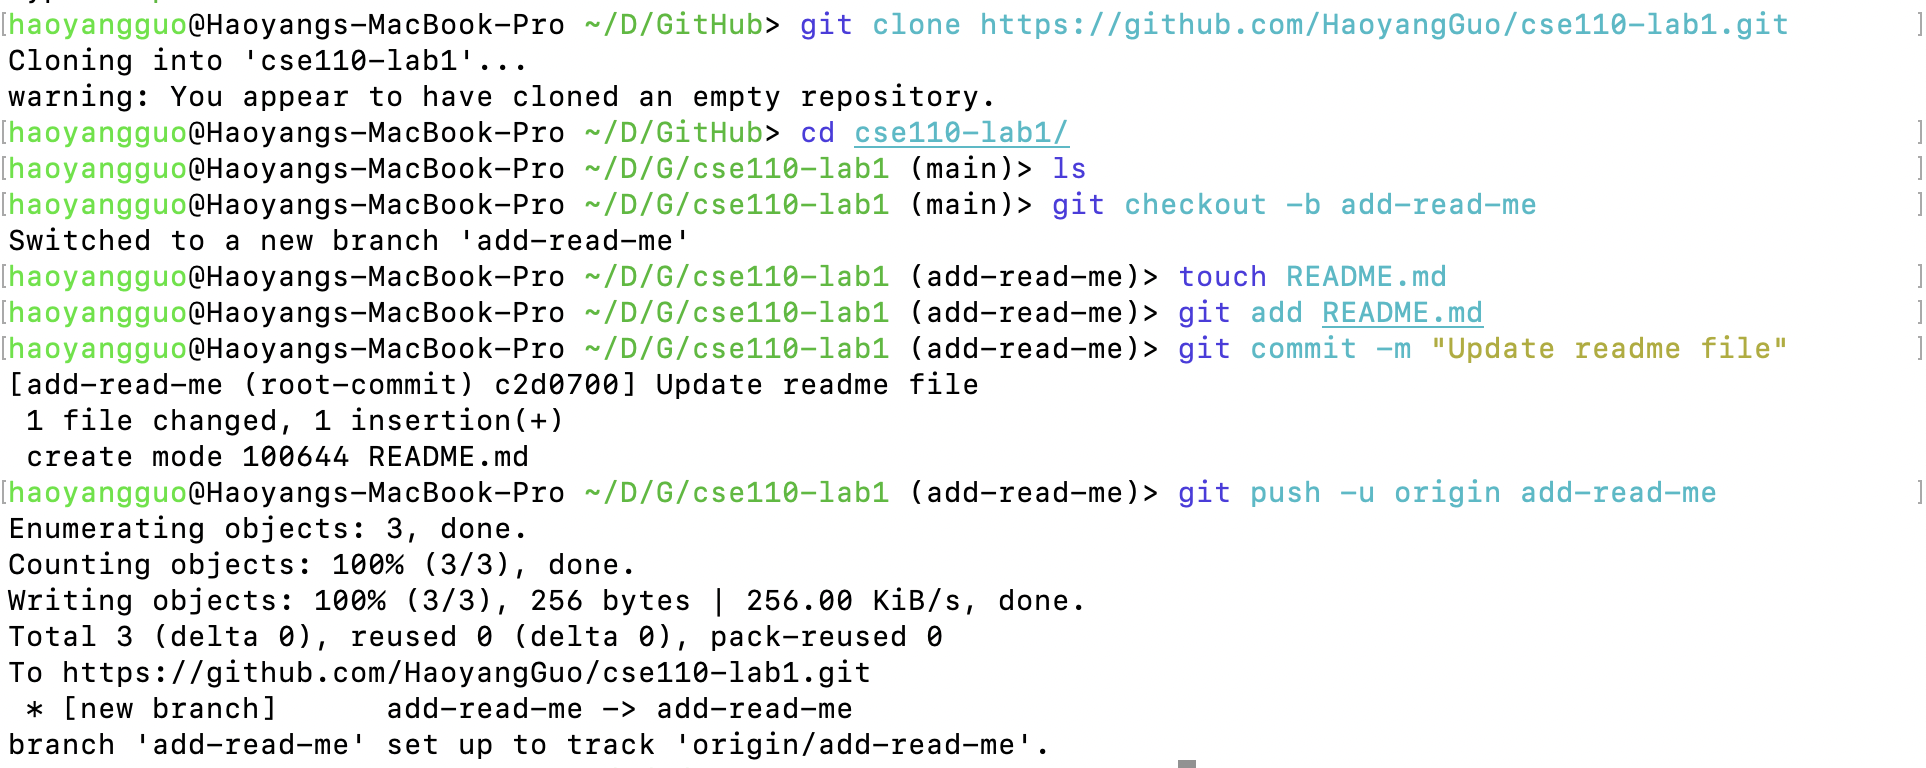 [haoyangguo@Haoyangs-MacBook-Pro ~/D/GitHub> git clone https://github.com/HaoyangGuo/cse110-lab1.git ]
Cloning into 'cse110-lab1'...
warning: You appear to have cloned an empty repository.
[haoyangguo@Haoyangs-MacBook-Pro ~/D/GitHub> cd cse110-lab1/ ]
[haoyangguo@Haoyangs-MacBook-Pro ~/D/G/cse110-lab1 (main)> ls ]
[haoyangguo@Haoyangs-MacBook-Pro ~/D/G/cse110-lab1 (main)> git checkout -b add-read-me ]
Switched to a new branch 'add-read-me'
[haoyangguo@Haoyangs-MacBook-Pro ~/D/G/cse110-lab1 (add-read-me)> touch README.md ]
[haoyangguo@Haoyangs-MacBook-Pro ~/D/G/cse110-lab1 (add-read-me)> git add README.md ]
[haoyangguo@Haoyangs-MacBook-Pro ~/D/G/cse110-lab1 (add-read-me)> git commit -m "Update readme file" ]
[add-read-me (root-commit) c2d0700] Update readme file
 1 file changed, 1 insertion(+)
 create mode 100644 README.md
[haoyangguo@Haoyangs-MacBook-Pro ~/D/G/cse110-lab1 (add-read-me)> git push -u origin add-read-me ]
Enumerating objects: 3, done.
Counting objects: 100% (3/3), done.
Writing objects: 100% (3/3), 256 bytes | 256.00 KiB/s, done.
Total 3 (delta 0), reused 0 (delta 0), pack-reused 0
To https://github.com/HaoyangGuo/cse110-lab1.git
 * [new branch]      add-read-me -> add-read-me
branch 'add-read-me' set up to track 'origin/add-read-me'.